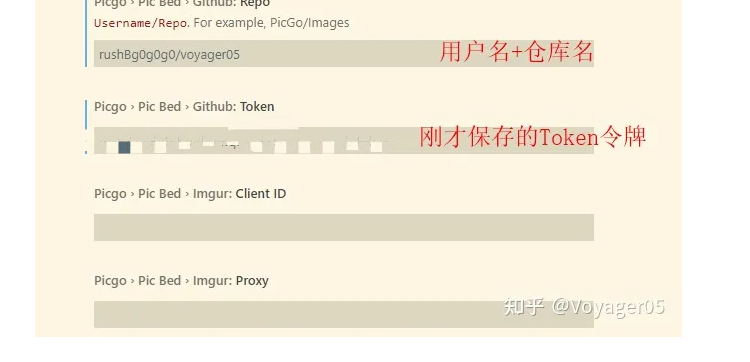 Picgo › Pic Bed › Github: Repo
Username/Repo. For example, PicGo/Images
rushBg0g0g0/voyager05
用户名+仓库名
Picgo › Pic Bed › Github: Token
刚才保存的Token令牌
Picgo › Pic Bed › Imgur: Client ID
Picgo › Pic Bed › Imgur: Proxy
知乎 @Voyager05